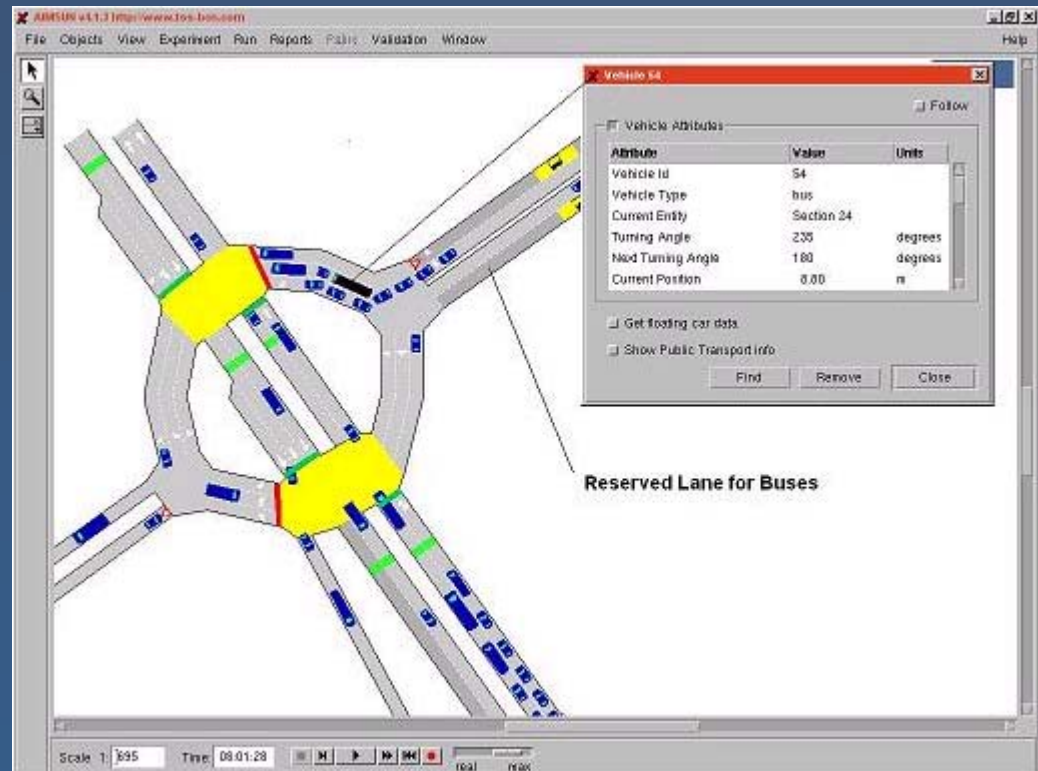 AIMSUN v4.1.3 http://www.tss-bcn.com
File Objects View Experiment Run Reports Validation Window Help
Vehicle 54
Follow
Vehicle Attributes
Attribute Value Units
Vehicle Id 54
Vehicle Type bus
Current Entity Section 24
Turning Angle 235 degrees
Next Turning Angle 180 degrees
Current Position 8.80 m
Get floating car data
Show Public Transport info
Find Remove Close
Reserved Lane for Buses
Scale 1: 695 Time: 08:01:28 real max